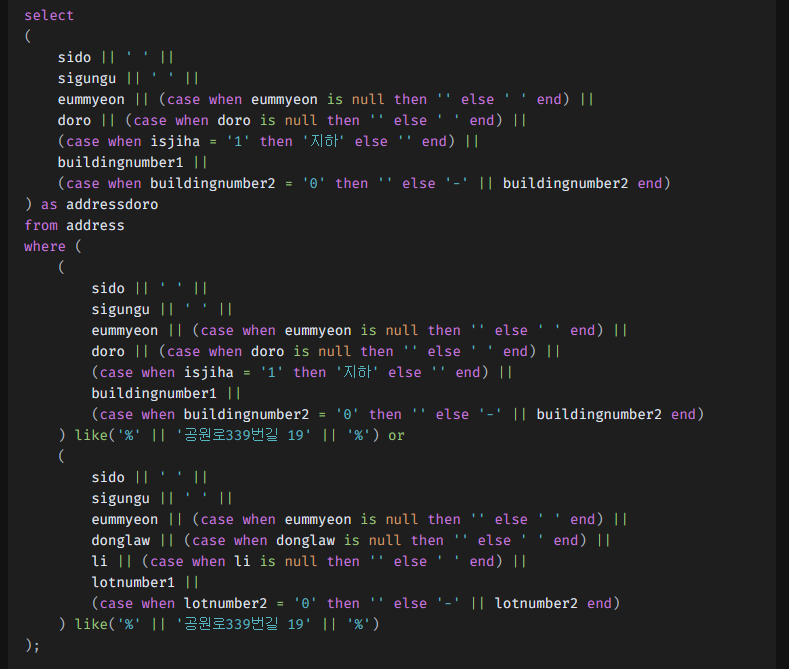 select
(
    sido || ' ' ||
    sigungu || ' ' ||
    eummyeon || (case when eummyeon is null then '' else ' ' end) ||
    doro || (case when doro is null then '' else ' ' end) ||
    (case when isjiha = '1' then '지하' else '' end) ||
    buildingnumber1 ||
    (case when buildingnumber2 = '0' then '' else '-' || buildingnumber2 end)
) as addressdoro
from address
where (
    (
        sido || ' ' ||
        sigungu || ' ' ||
        eummyeon || (case when eummyeon is null then '' else ' ' end) ||
        doro || (case when doro is null then '' else ' ' end) ||
        (case when isjiha = '1' then '지하' else '' end) ||
        buildingnumber1 ||
        (case when buildingnumber2 = '0' then '' else '-' || buildingnumber2 end)
    ) like('%' || '공원로339번길 19' || '%') or
    (
        sido || ' ' ||
        sigungu || ' ' ||
        eummyeon || (case when eummyeon is null then '' else ' ' end) ||
        donglaw || (case when donglaw is null then '' else ' ' end) ||
        li || (case when li is null then '' else ' ' end) ||
        lotnumber1 ||
        (case when lotnumber2 = '0' then '' else '-' || lotnumber2 end)
    ) like('%' || '공원로339번길 19' || '%')
);